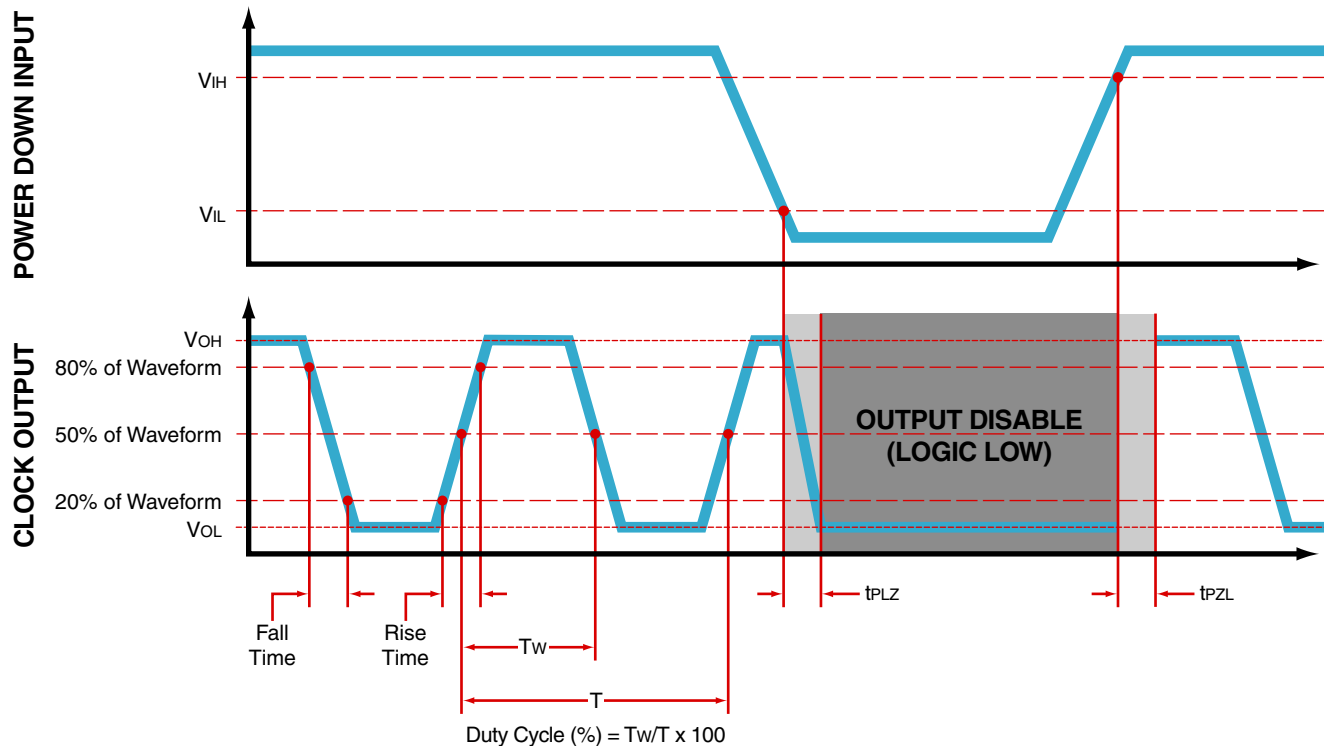 POWER DOWN INPUT
VIH
VIL
CLOCK OUTPUT
VOH
80% of Waveform
50% of Waveform
20% of Waveform
VOL
OUTPUT DISABLE
(LOGIC LOW)
tPLZ
tPZL
Fall
Time
Rise
Time
TW
T
Duty Cycle (%) = TW/T x 100